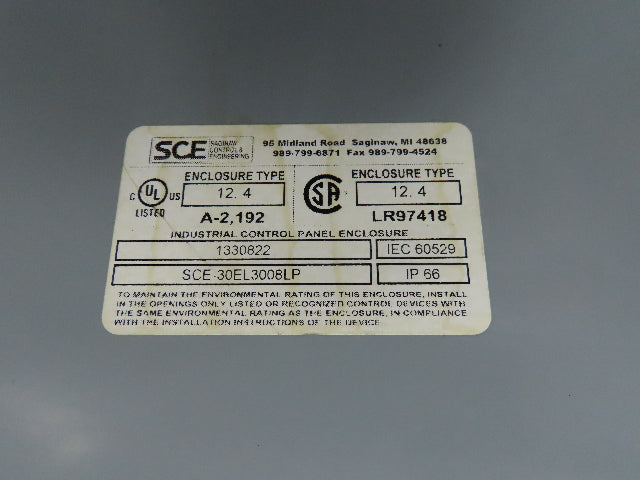 SCE SAGINAW CONTROL & ENGINEERING
95 Midland Road Saginaw, MI 48638
989-799-6871 Fax 989-799-4524
C UL US LISTED
ENCLOSURE TYPE
12, 4
A-2,192
SA
ENCLOSURE TYPE
12, 4
LR97418
INDUSTRIAL CONTROL PANEL ENCLOSURE
1330822 IEC 60529
SCE-30EL3008LP IP 66
TO MAINTAIN THE ENVIRONMENTAL RATING OF THIS ENCLOSURE, INSTALL
IN THE OPENINGS ONLY LISTED OR RECOGNIZED CONTROL DEVICES WITH
THE SAME ENVIRONMENTAL RATING AS THE ENCLOSURE, IN COMPLIANCE
WITH THE INSTALLATION INSTRUCTIONS OF THE DEVICE.